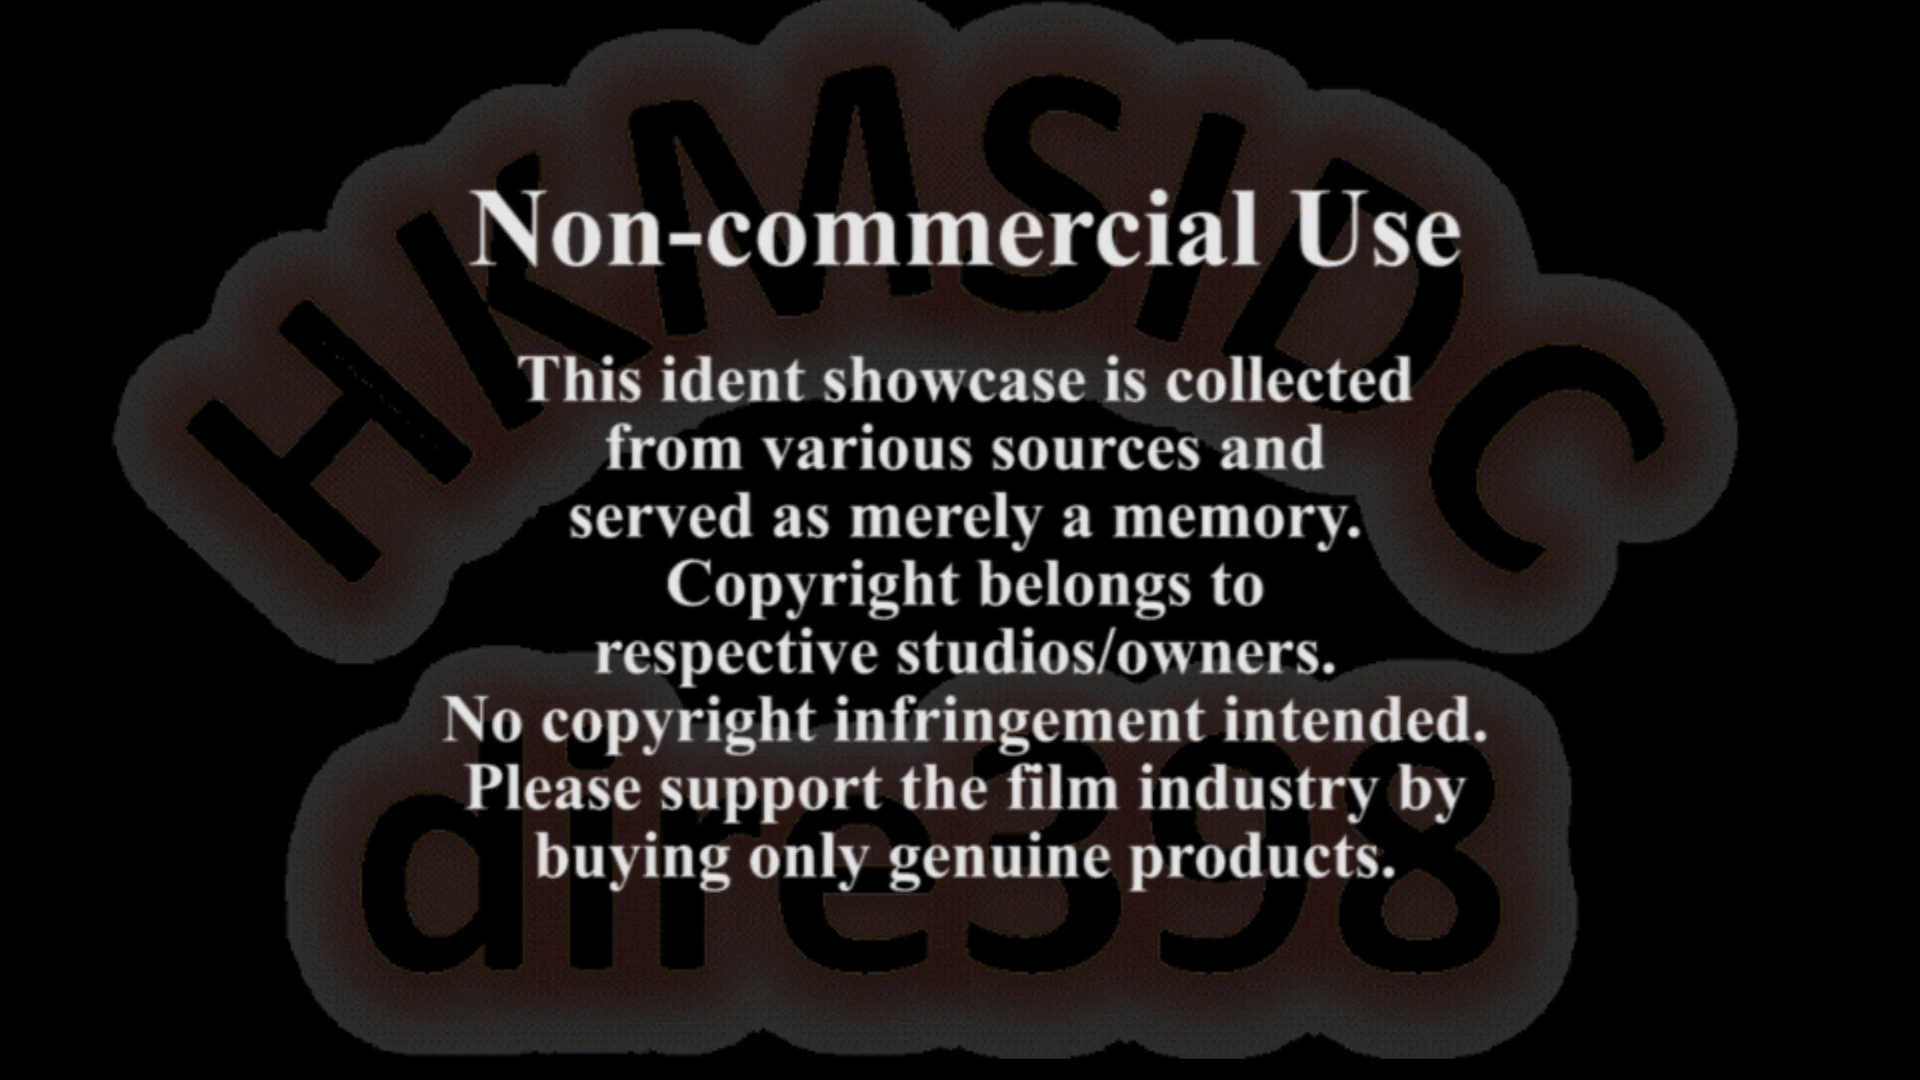 HKMSIDC
Non-commercial Use
This ident showcase is collected
from various sources and
served as merely a memory.
Copyright belongs to
respective studios/owners.
No copyright infringement intended.
Please support the film industry by
buying only genuine products.
dire398